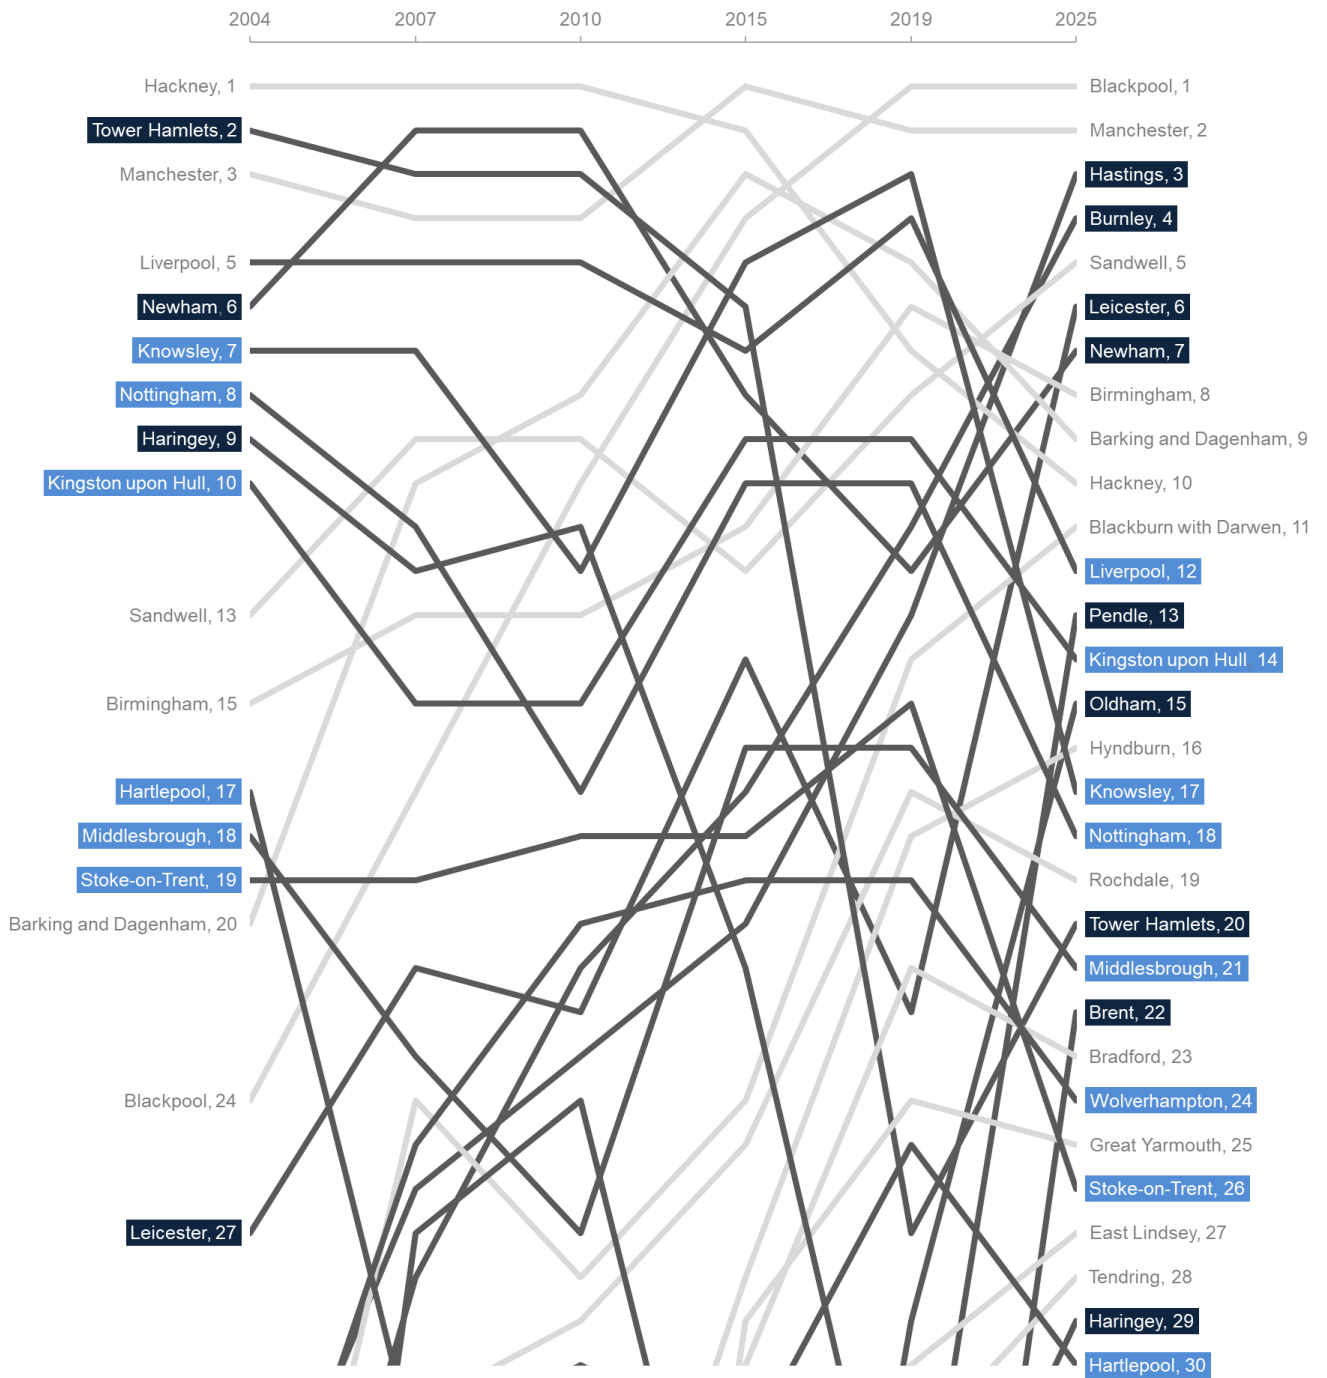 2004 2007 2010 2015 2019 2025
Hackney, 1
Tower Hamlets, 2
Manchester, 3
Liverpool, 5
Newham, 6
Knowsley, 7
Nottingham, 8
Haringey, 9
Kingston upon Hull, 10
Sandwell, 13
Birmingham, 15
Hartlepool, 17
Middlesbrough, 18
Stoke-on-Trent, 19
Barking and Dagenham, 20
Blackpool, 24
Leicester, 27
Blackpool, 1
Manchester, 2
Hastings, 3
Burnley, 4
Sandwell, 5
Leicester, 6
Newham, 7
Birmingham, 8
Barking and Dagenham, 9
Hackney, 10
Blackburn with Darwen, 11
Liverpool, 12
Pendle, 13
Kingston upon Hull 14
Oldham, 15
Hyndburn, 16
Knowsley, 17
Nottingham, 18
Rochdale, 19
Tower Hamlets, 20
Middlesbrough, 21
Brent, 22
Bradford, 23
Wolverhampton, 24
Great Yarmouth, 25
Stoke-on-Trent, 26
East Lindsey, 27
Tendring, 28
Haringey, 29
Hartlepool, 30